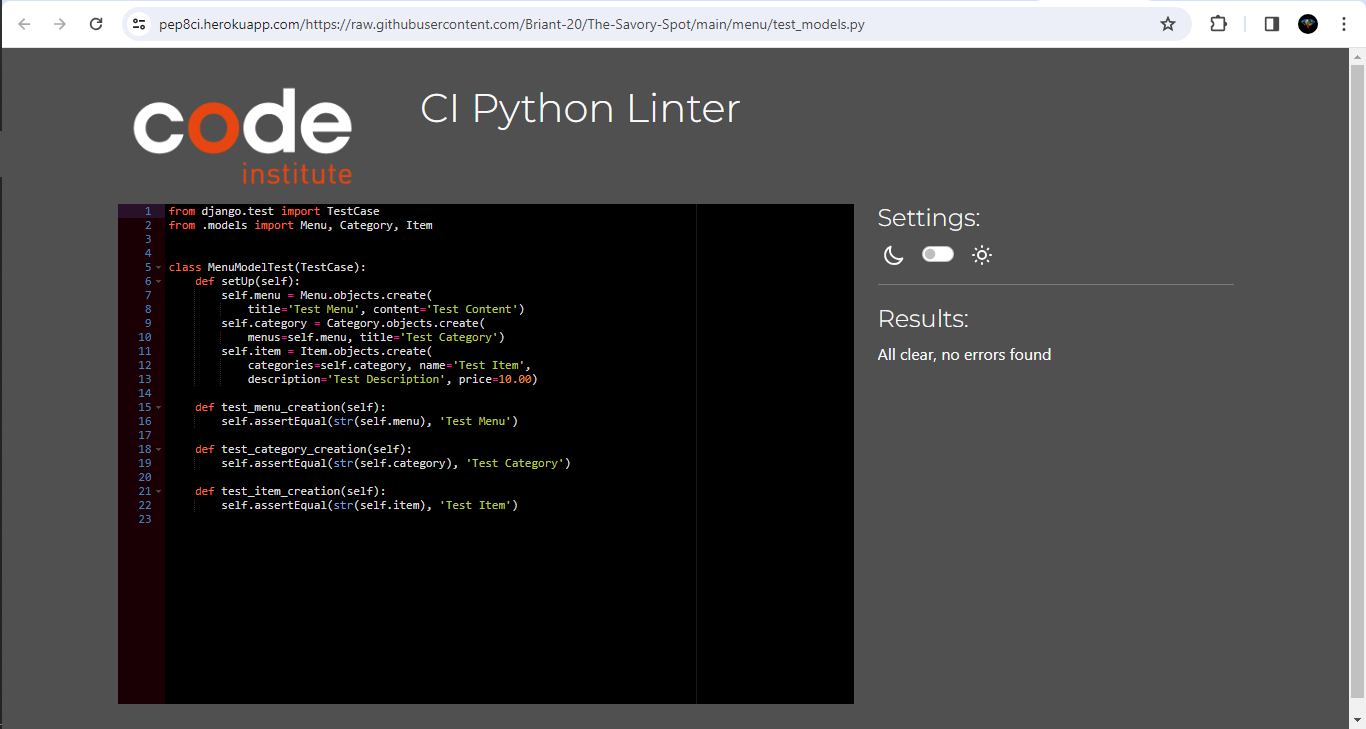 pep8ci.herokuapp.com/https://raw.githubusercontent.com/Briant-20/The-Savory-Spot/main/menu/test_models.py
code
institute
CI Python Linter
1 from django.test import TestCase
2 from .models import Menu, Category, Item
3
4
5 class MenuModelTest(TestCase):
6     def setUp(self):
7         self.menu = Menu.objects.create(
8             title='Test Menu', content='Test Content')
9         self.category = Category.objects.create(
10             menus=self.menu, title='Test Category')
11         self.item = Item.objects.create(
12             categories=self.category, name='Test Item',
13             description='Test Description', price=10.00)
14
15     def test_menu_creation(self):
16         self.assertEqual(str(self.menu), 'Test Menu')
17
18     def test_category_creation(self):
19         self.assertEqual(str(self.category), 'Test Category')
20
21     def test_item_creation(self):
22         self.assertEqual(str(self.item), 'Test Item')
23
Settings:
Results:
All clear, no errors found